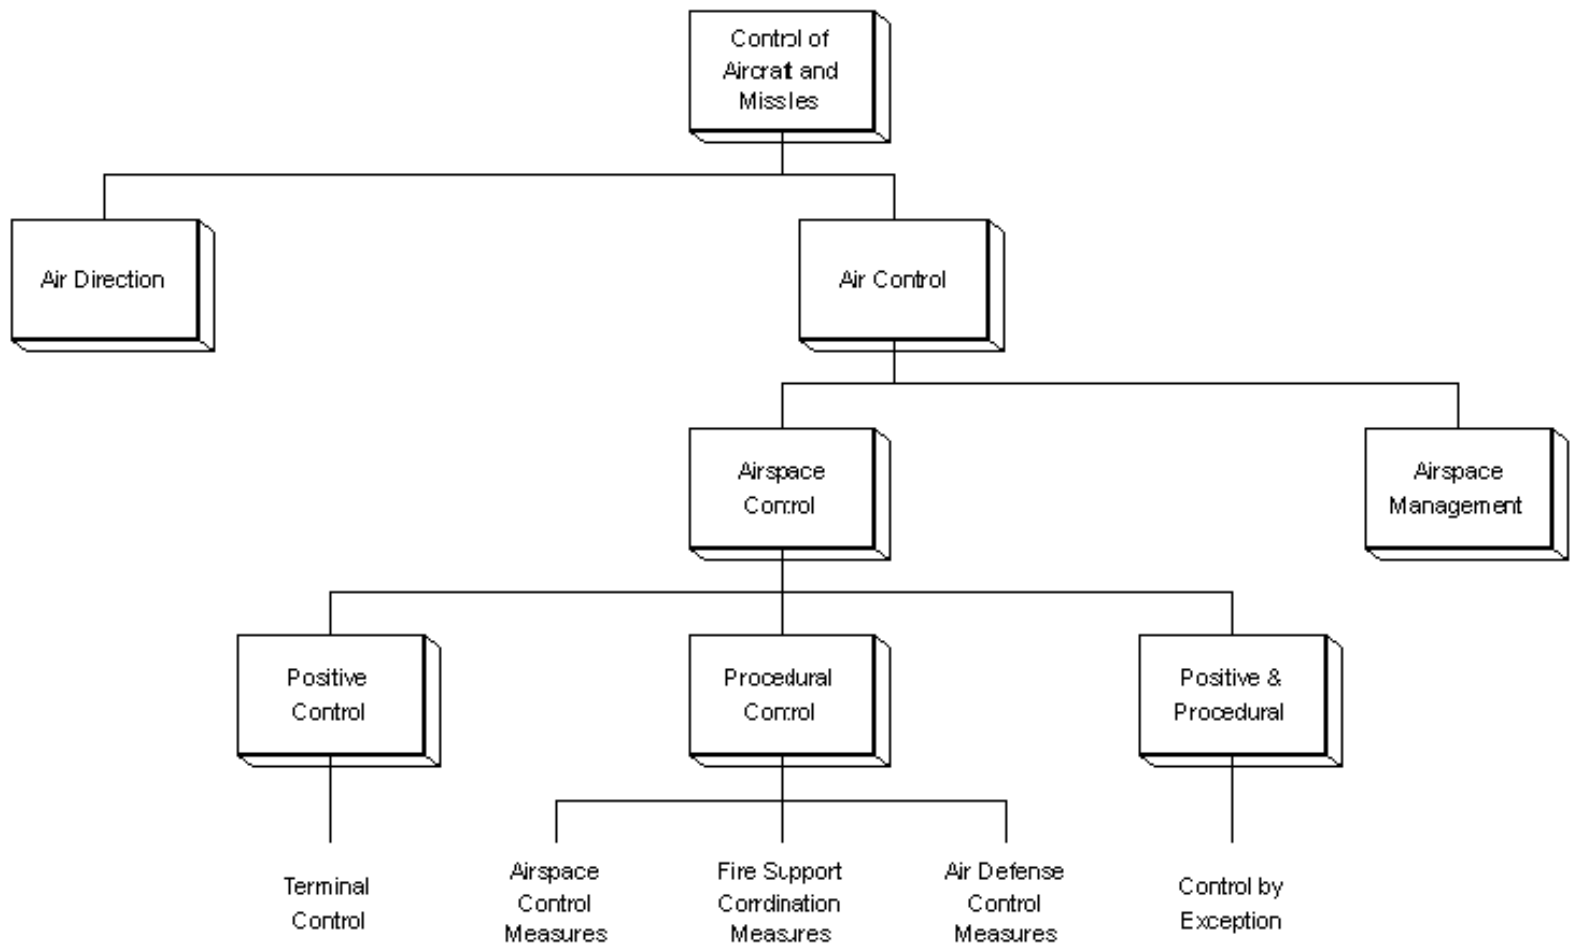 Control of
Aircraft and
Missles
Air Direction
Air Control
Airspace
Control
Airspace
Management
Positive
Control
Procedural
Control
Positive &
Procedural
Terminal
Control
Airspace
Control
Measures
Fire Support
Corrdination
Measures
Air Defense
Control
Measures
Control by
Exception